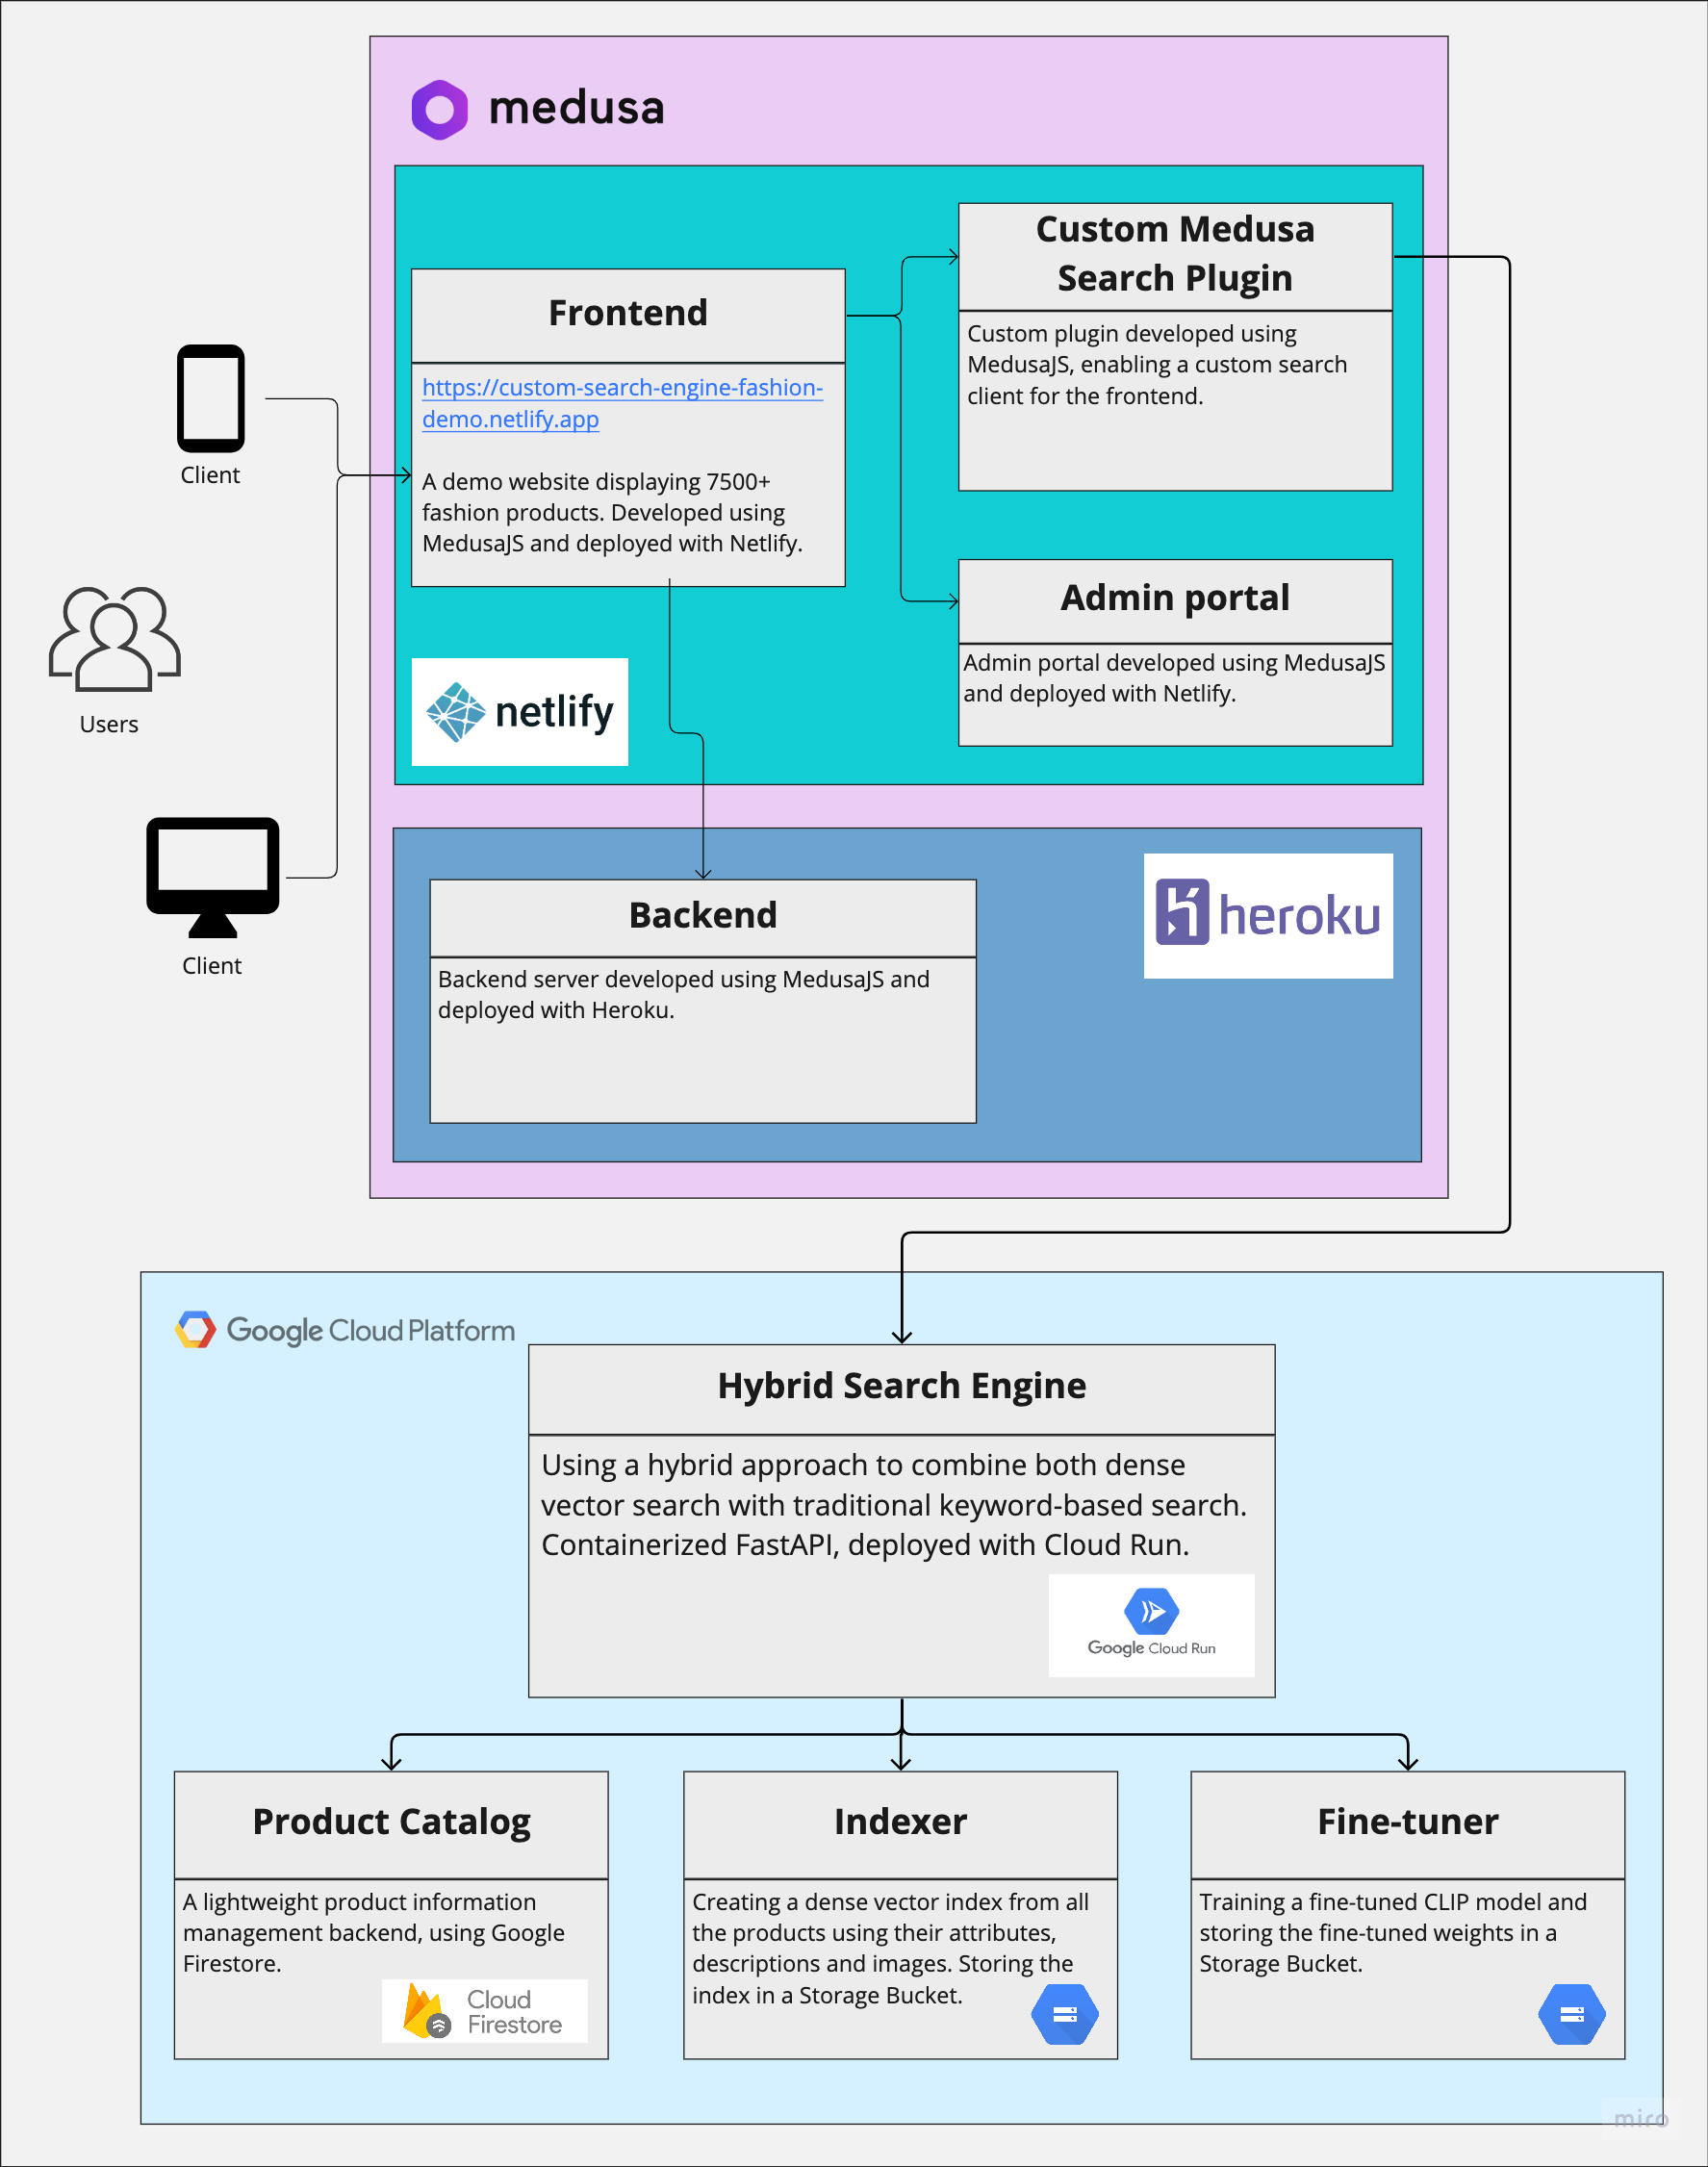 medusa
Custom Medusa
Search Plugin
Custom plugin developed using
MedusaJS, enabling a custom search
client for the frontend.
Frontend
https://custom-search-engine-fashion-
demo.netlify.app
A demo website displaying 7500+
fashion products. Developed using
MedusaJS and deployed with Netlify.
Client
Admin portal
Admin portal developed using MedusaJS
and deployed with Netlify.
netlify
Users
Client
heroku
Backend
Backend server developed using MedusaJS and
deployed with Heroku.
Google Cloud Platform
Hybrid Search Engine
Using a hybrid approach to combine both dense
vector search with traditional keyword-based search.
Containerized FastAPI, deployed with Cloud Run.
Google Cloud Run
Product Catalog
A lightweight product information
management backend, using Google
Firestore.
Cloud
Firestore
Indexer
Creating a dense vector index from all
the products using their attributes,
descriptions and images. Storing the
index in a Storage Bucket.
Fine-tuner
Training a fine-tuned CLIP model and
storing the fine-tuned weights in a
Storage Bucket.
miro